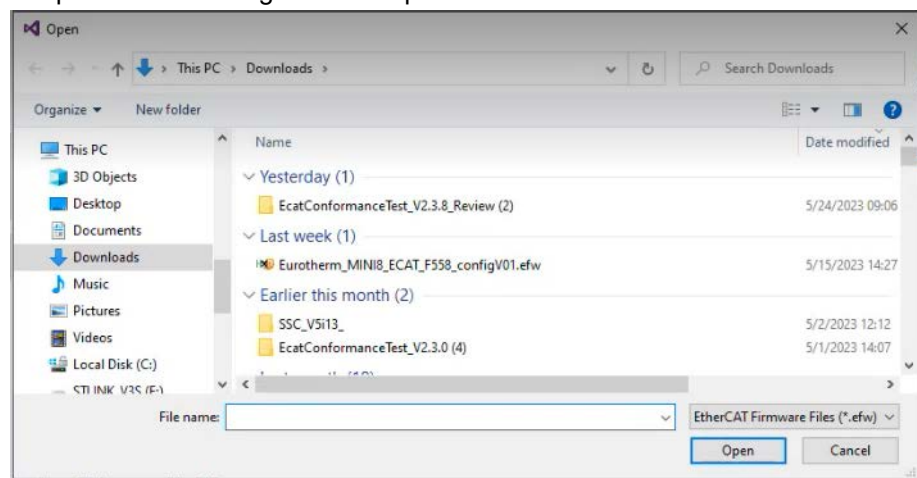 Open
This PC > Downloads >
Search Downloads
Organize
New folder
This PC
3D Objects
Desktop
Documents
Downloads
Music
Pictures
Videos
Local Disk (C:)
STLINK_V3S (E:)
Name
Date modified
Yesterday (1)
EcatConformanceTest_V2.3.8_Review (2)
5/24/2023 09:06
Last week (1)
Eurotherm_MINI8_ECAT_F558_configV01.efw
5/15/2023 14:27
Earlier this month (2)
SSC_V5i13_
5/2/2023 12:12
EcatConformanceTest_V2.3.0 (4)
5/1/2023 14:07
File name:
EtherCAT Firmware Files (*.efw)
Open
Cancel